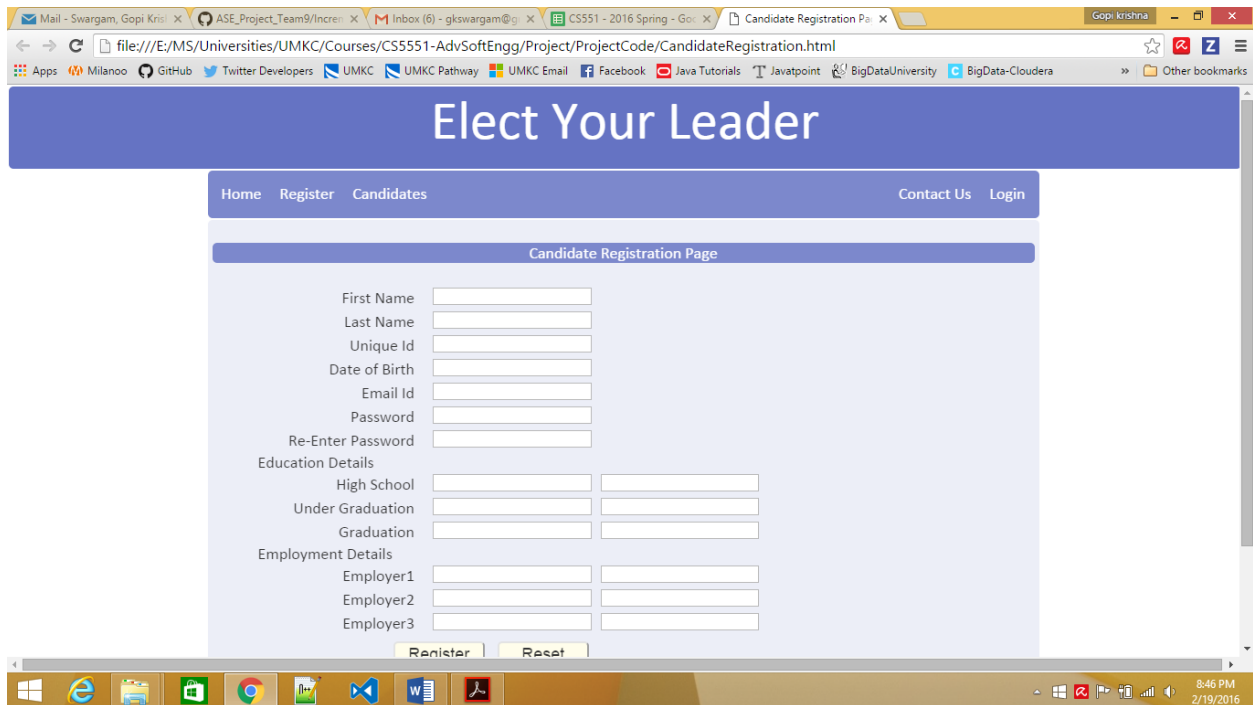 Mail - Swargam, Gopi Kris
ASE_Project_Team9/Increm
Inbox (6) - gkswargam@g
CS551 - 2016 Spring - Goo
Candidate Registration Pa
Gopi krishna
file:///E:/MS/Universities/UMKC/Courses/CS5551-AdvSoftEngg/Project/ProjectCode/CandidateRegistration.html
Apps Milanoo GitHub Twitter Developers UMKC UMKC Pathway UMKC Email Facebook Java Tutorials Javatpoint BigDataUniversity BigData-Cloudera » Other bookmarks
Elect Your Leader
Home Register Candidates Contact Us Login
Candidate Registration Page
First Name
Last Name
Unique Id
Date of Birth
Email Id
Password
Re-Enter Password
Education Details
High School
Under Graduation
Graduation
Employment Details
Employer1
Employer2
Employer3
Register Reset
8:46 PM
2/19/2016